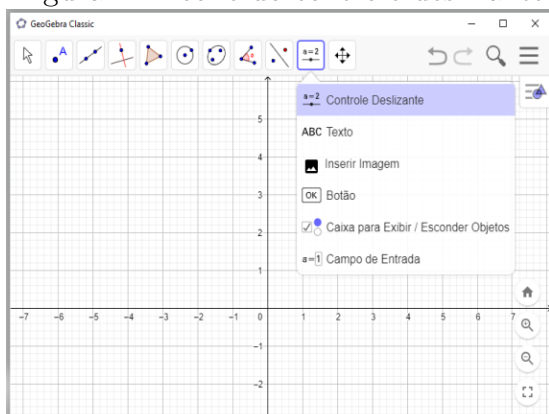 GeoGebra Classic
A
a=2
a=2 Controle Deslizante
ABC Texto
Inserir Imagem
OK Botão
Caixa para Exibir / Esconder Objetos
a=1 Campo de Entrada
5
4
3
2
1
-7 -6 -5 -4 -3 -2 -1 0 1 2 3 4 5 6 7
-1
-2